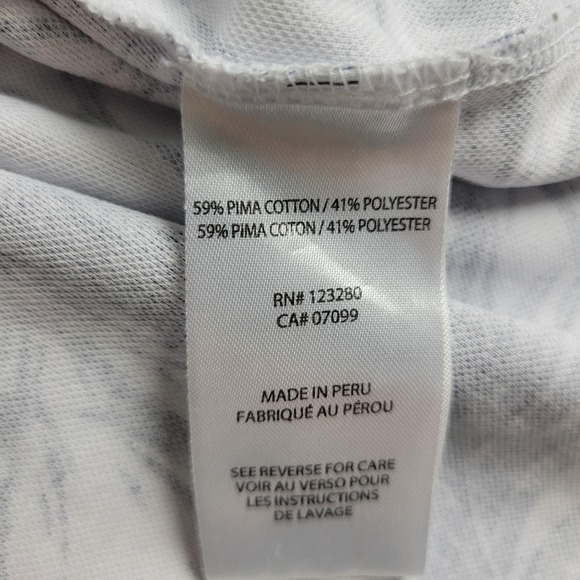 59% PIMA COTTON / 41% POLYESTER
59% PIMA COTON / 41% POLYESTER
RN# 123280
CA# 07099
MADE IN PERU
FABRIQUÉ AU PÉROU
SEE REVERSE FOR CARE
VOIR AU VERSO POUR
LES INSTRUCTIONS
DE LAVAGE